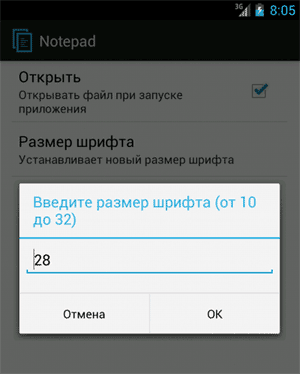 3G 8:05
Notepad
Открыть
Открывать файл при запуске
приложения
Размер шрифта
Устанавливает новый размер шрифта
Введите размер шрифта (от 10
до 32)
28
Отмена
OK